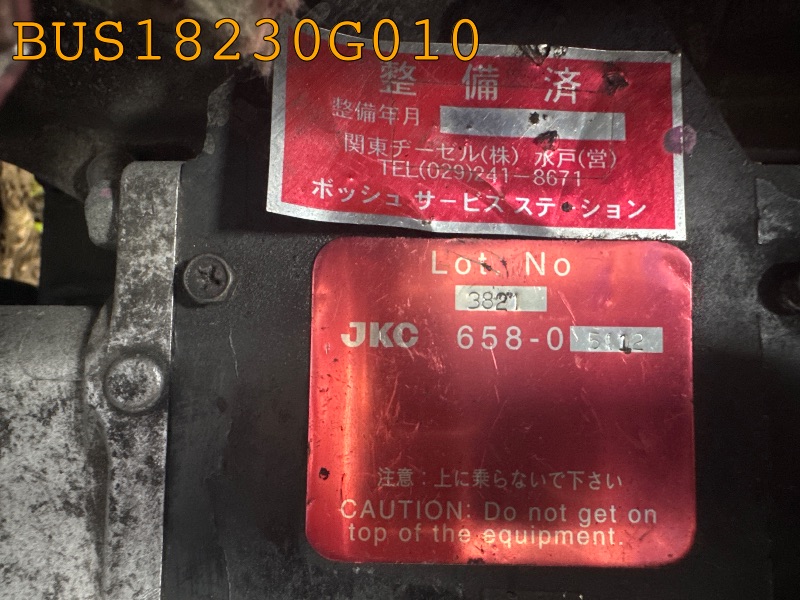 BUS18230G010
整備済
整備年月
関東ヂーゼル(株) 水戸(営)
TEL(029)241-8671
ボッシュ サービス ステーション
Lot. No
3821
JKC 658-0
注意:上に乗らないで下さい
CAUTION: Do not get on
top of the equipment.